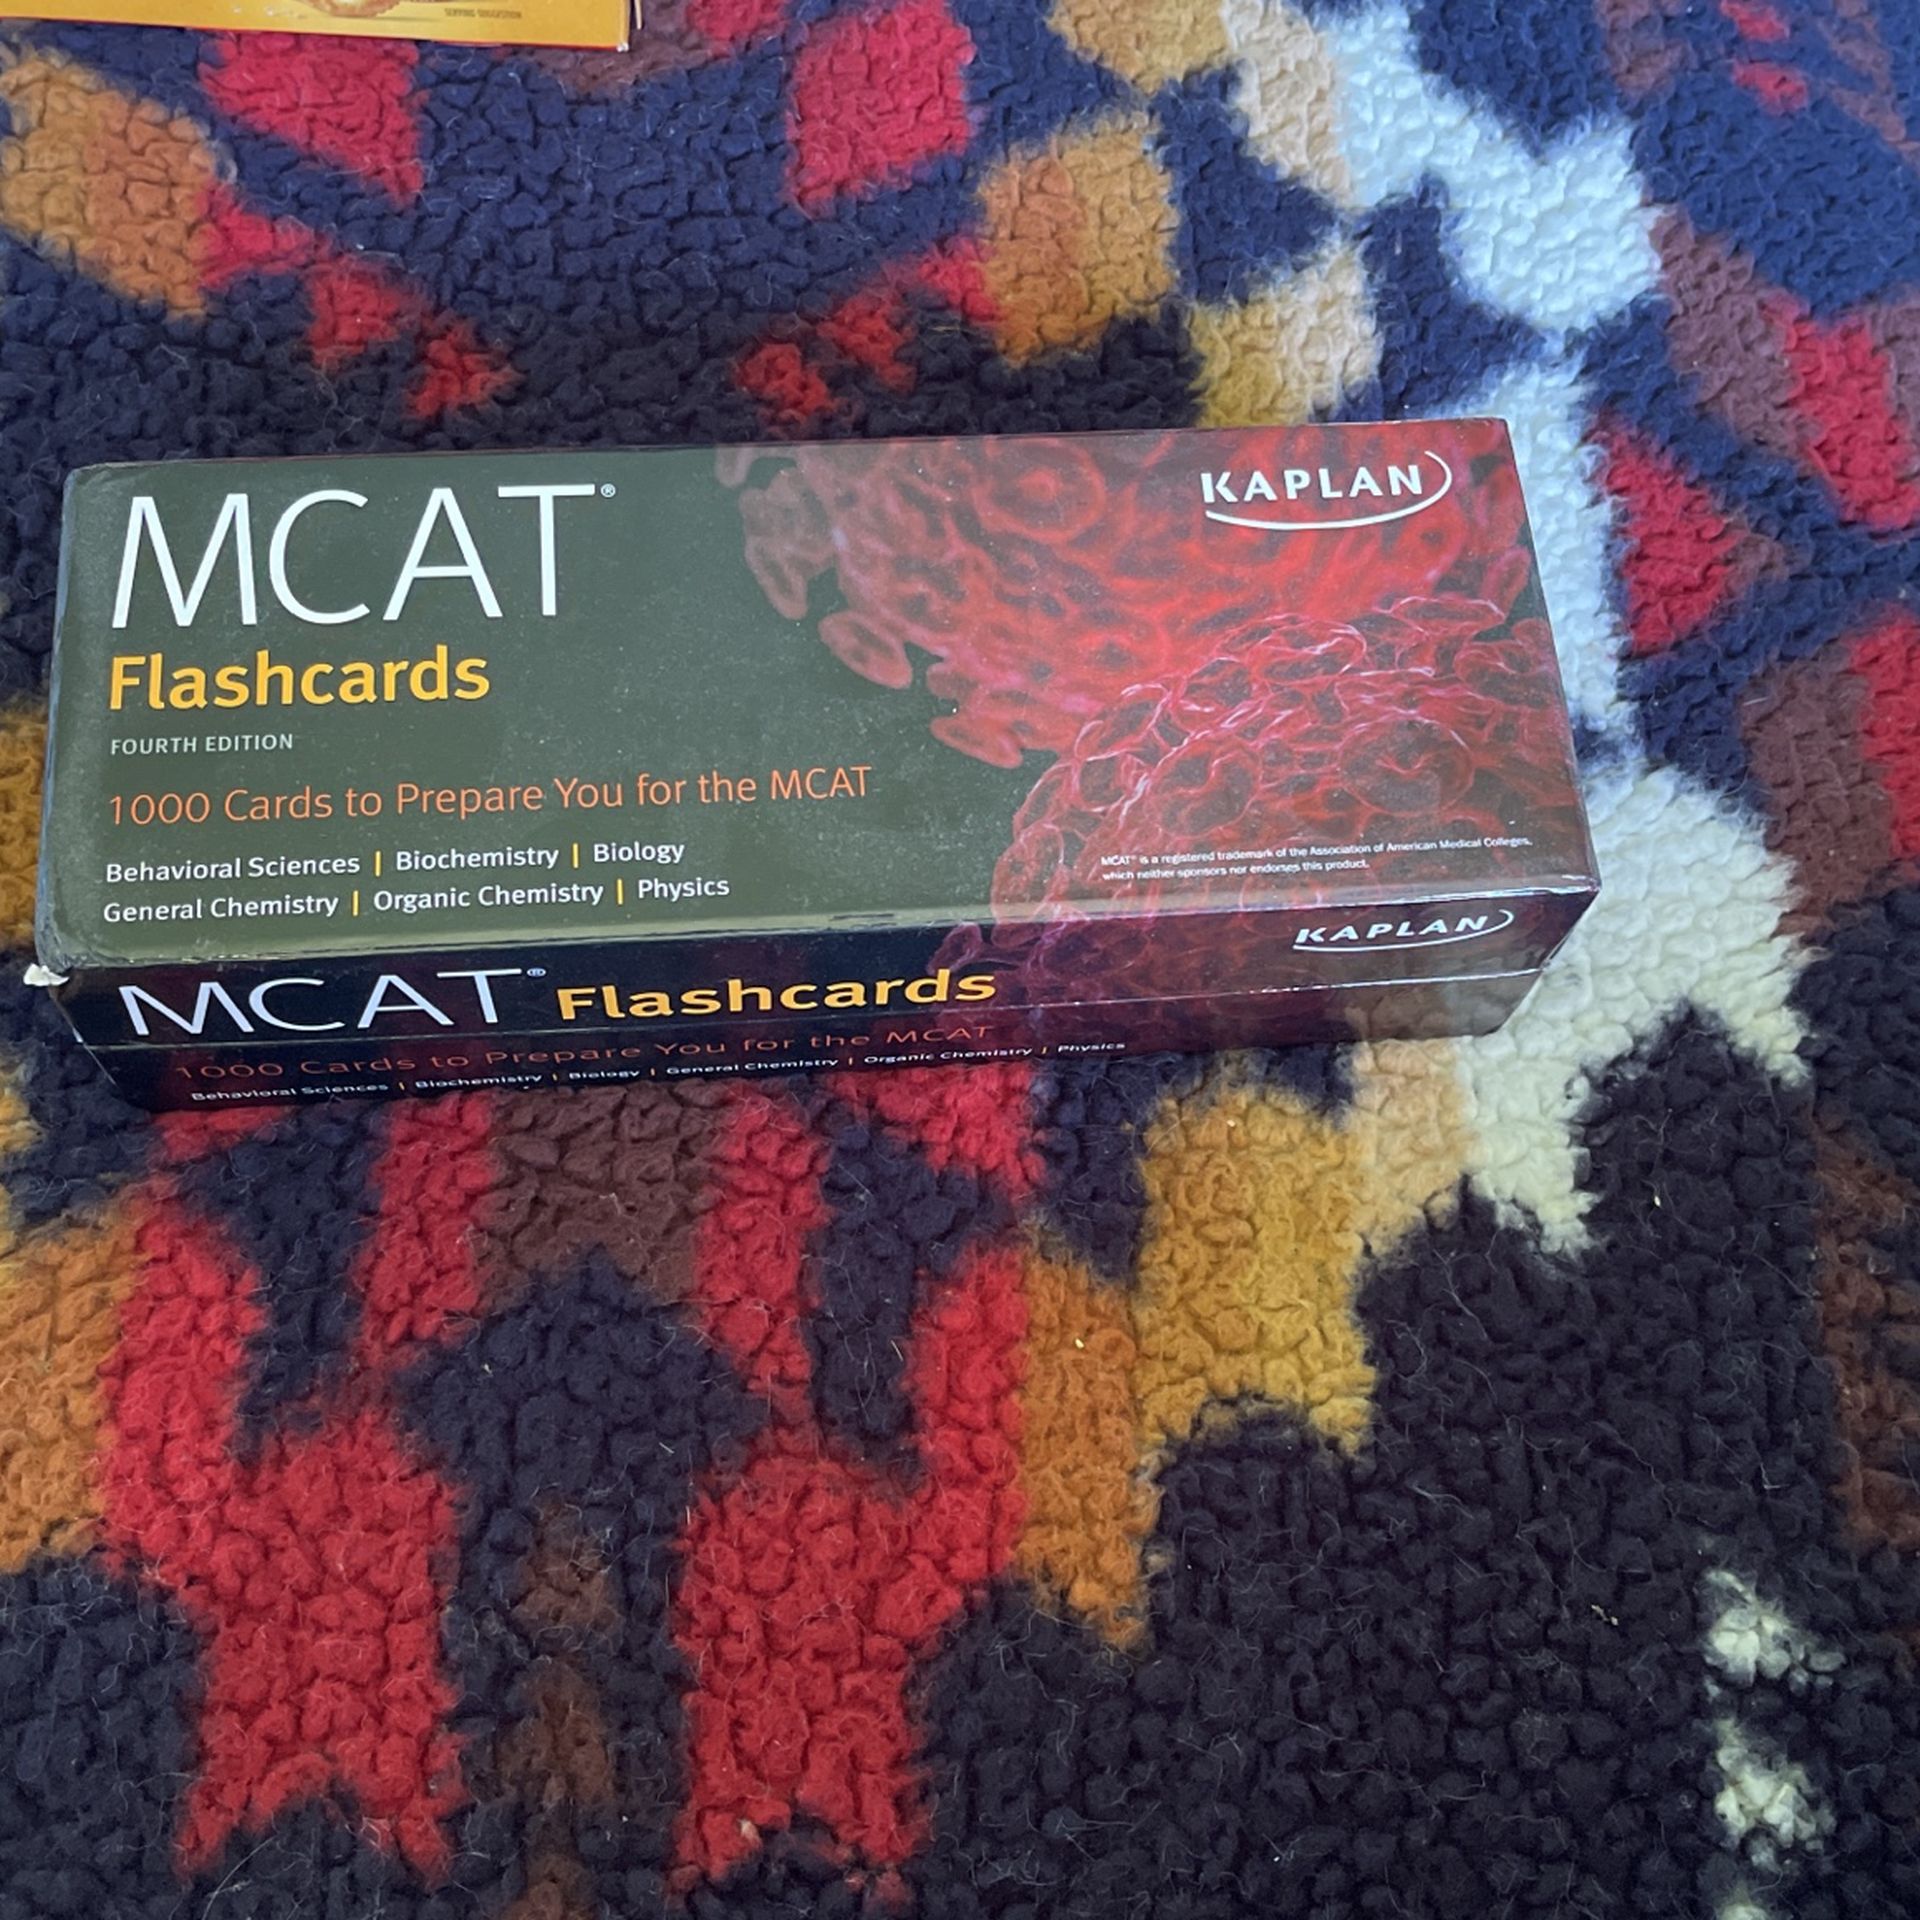 SERVING SUGGESTION
MCAT®
KAPLAN
Flashcards
FOURTH EDITION
1000 Cards to Prepare You for the MCAT
Behavioral Sciences | Biochemistry | Biology
General Chemistry | Organic Chemistry | Physics
MCAT® is a registered trademark of the Association of American Medical Colleges,
which neither sponsors nor endorses this product.
MCAT® Flashcards
KAPLAN
1000 Cards to Prepare You for the MCAT
Behavioral Sciences | Biochemistry | Biology | General Chemistry | Organic Chemistry | Physics